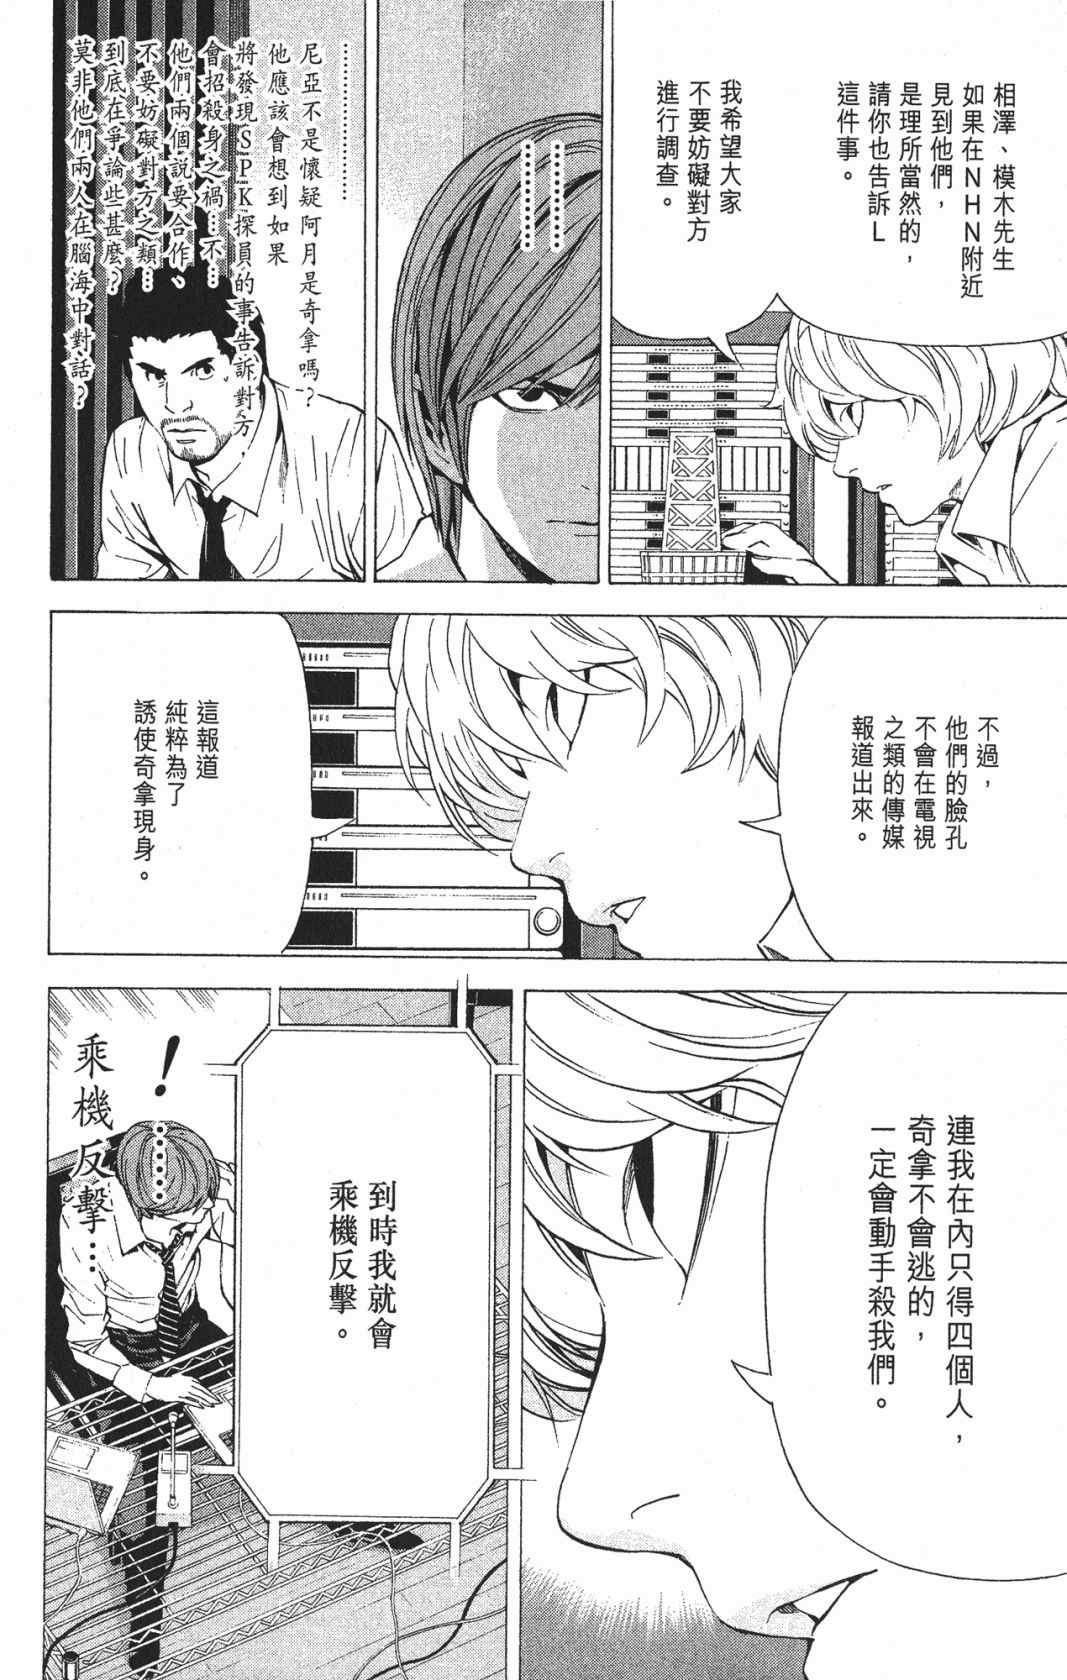 相澤、模木先生
如果在NHN附近
見到他們，
是理所當然的，
請你也告訴L
這件事。
我希望大家
不要妨礙對方
進行調查。
⋯⋯⋯
⋯⋯⋯
⋯⋯⋯⋯⋯⋯
尼亞不是懷疑阿月是奇拿嗎？
他應該會想到如果
將發現SPK探員的事告訴對方
會招殺身之禍⋯不⋯
他們兩個說要合作、
不要妨礙對方之類⋯
到底在爭論些甚麼？
莫非他們兩人在腦海中對話？
不過，
他們的臉孔
不會在電視
之類的傳媒
報道出來。
這報道
純粹為了
誘使奇拿現身。
連我在內只得四個人，
奇拿不會逃的，
一定會動手殺我們。
到時我就會
乘機反擊。
！⋯⋯⋯
乘機反擊⋯